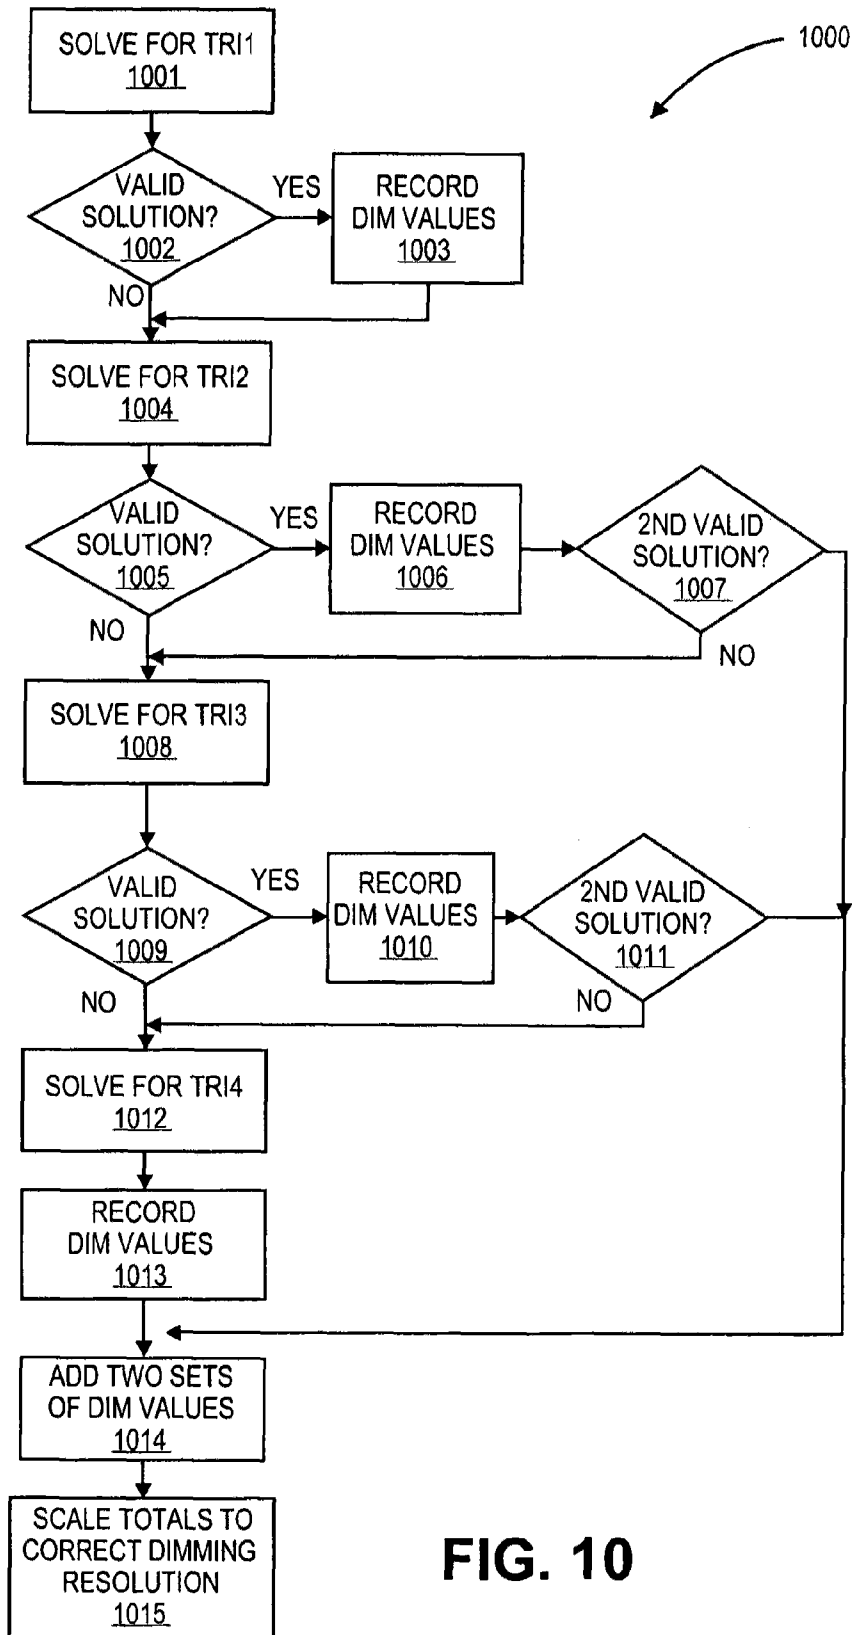 SOLVE FOR TRI1
1001
1000
VALID
SOLUTION?
1002
YES
RECORD
DIM VALUES
1003
NO
SOLVE FOR TRI2
1004
VALID
SOLUTION?
1005
YES
RECORD
DIM VALUES
1006
2ND VALID
SOLUTION?
1007
NO
NO
SOLVE FOR TRI3
1008
VALID
SOLUTION?
1009
YES
RECORD
DIM VALUES
1010
2ND VALID
SOLUTION?
1011
NO
NO
SOLVE FOR TRI4
1012
RECORD
DIM VALUES
1013
ADD TWO SETS
OF DIM VALUES
1014
SCALE TOTALS TO
CORRECT DIMMING
RESOLUTION
1015
FIG. 10